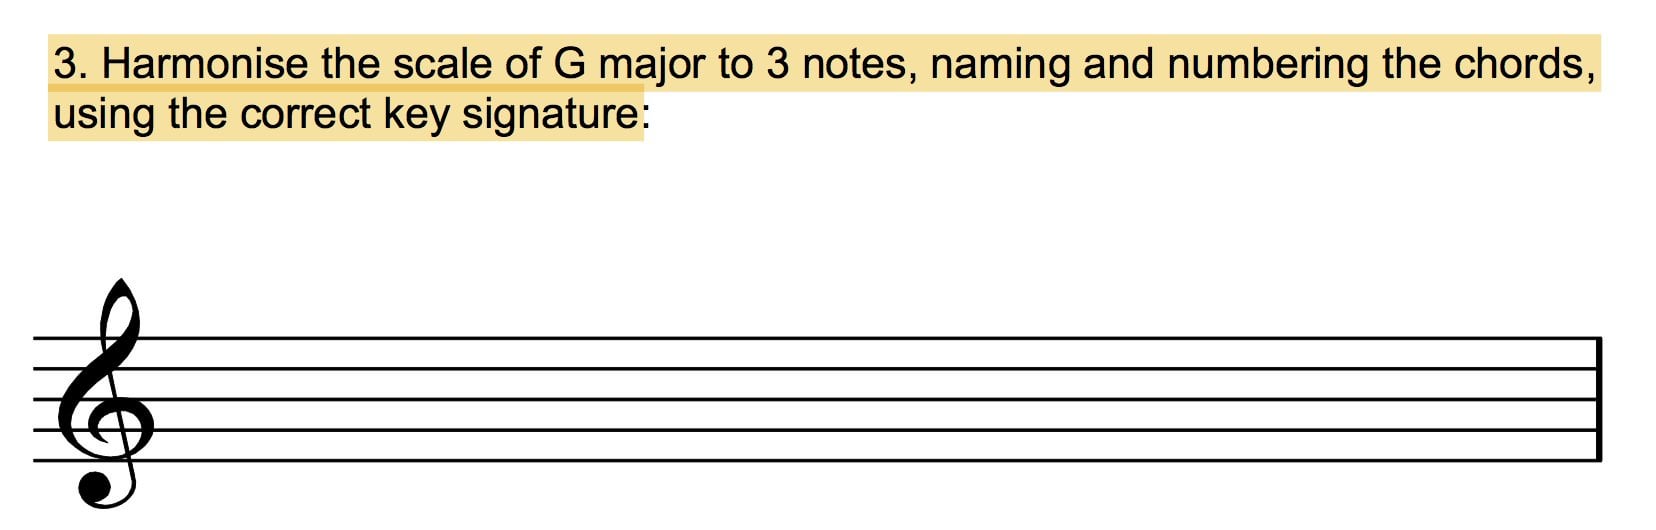 3. Harmonise the scale of G major to 3 notes, naming and numbering the chords,
using the correct key signature: